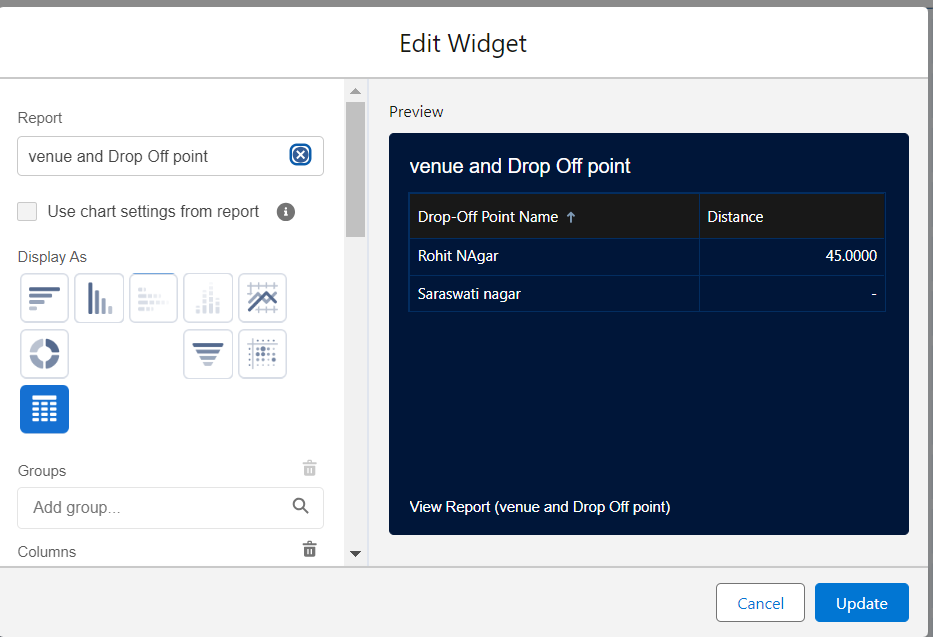 Edit Widget
Report
venue and Drop Off point
Use chart settings from report
Display As
Groups
Add group...
Columns
Preview
venue and Drop Off point
Drop-Off Point Name ↑ Distance
Rohit NAgar 45.0000
Saraswati nagar -
View Report (venue and Drop Off point)
Cancel Update